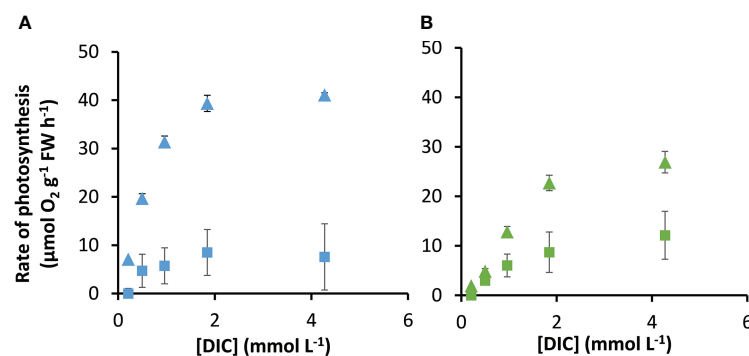 A
B
Rate of photosynthesis
(µmol O₂ g⁻¹ FW h⁻¹)
50
40
30
20
10
0
0 2 4 6
[DIC] (mmol L⁻¹)
50
40
30
20
10
0
0 2 4 6
[DIC] (mmol L⁻¹)